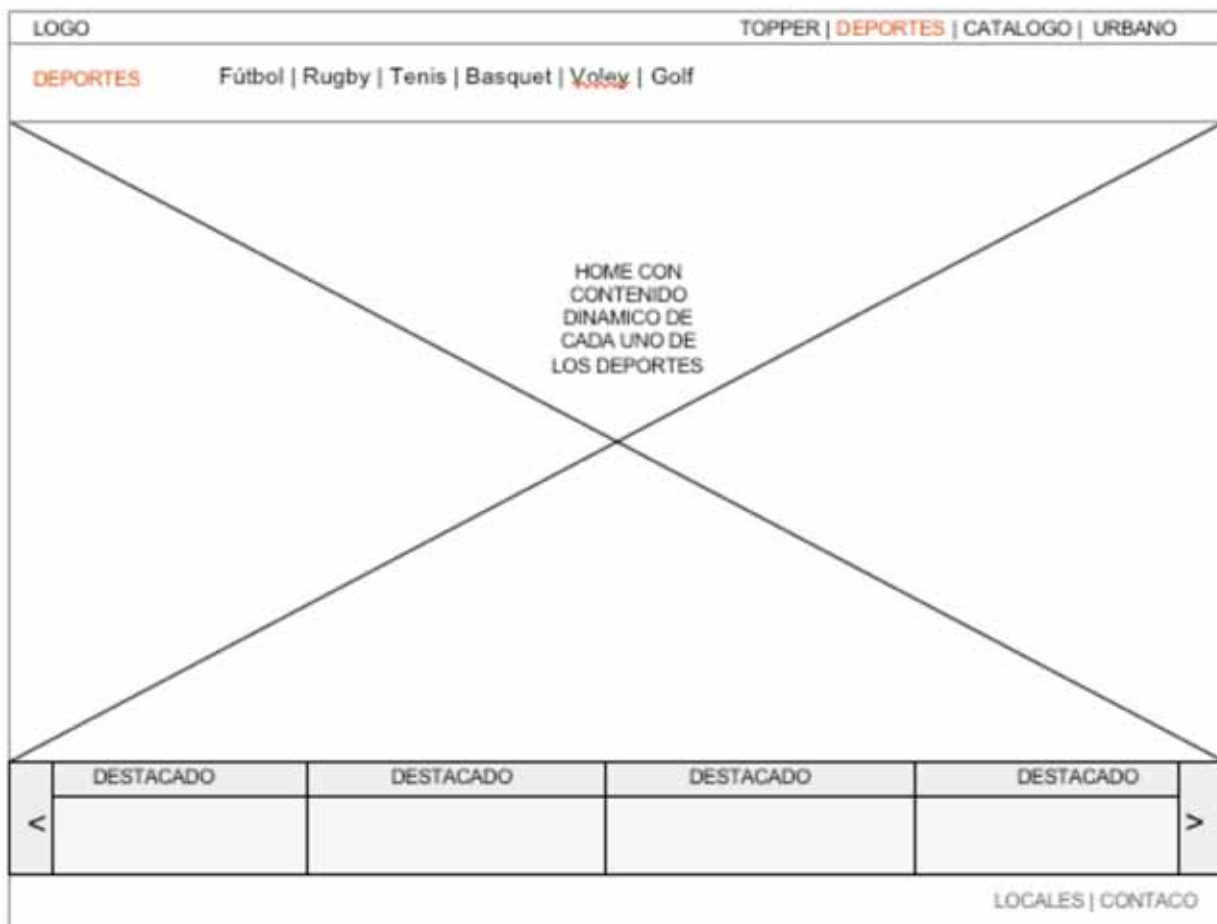 LOGO
TOPPER | DEPORTES | CATALOGO | URBANO
DEPORTES
Fútbol | Rugby | Tenis | Basquet | Voley | Golf
HOME CON
CONTENIDO
DINAMICO DE
CADA UNO DE
LOS DEPORTES
DESTACADO
DESTACADO
DESTACADO
DESTACADO
<
>
LOCALES | CONTACO